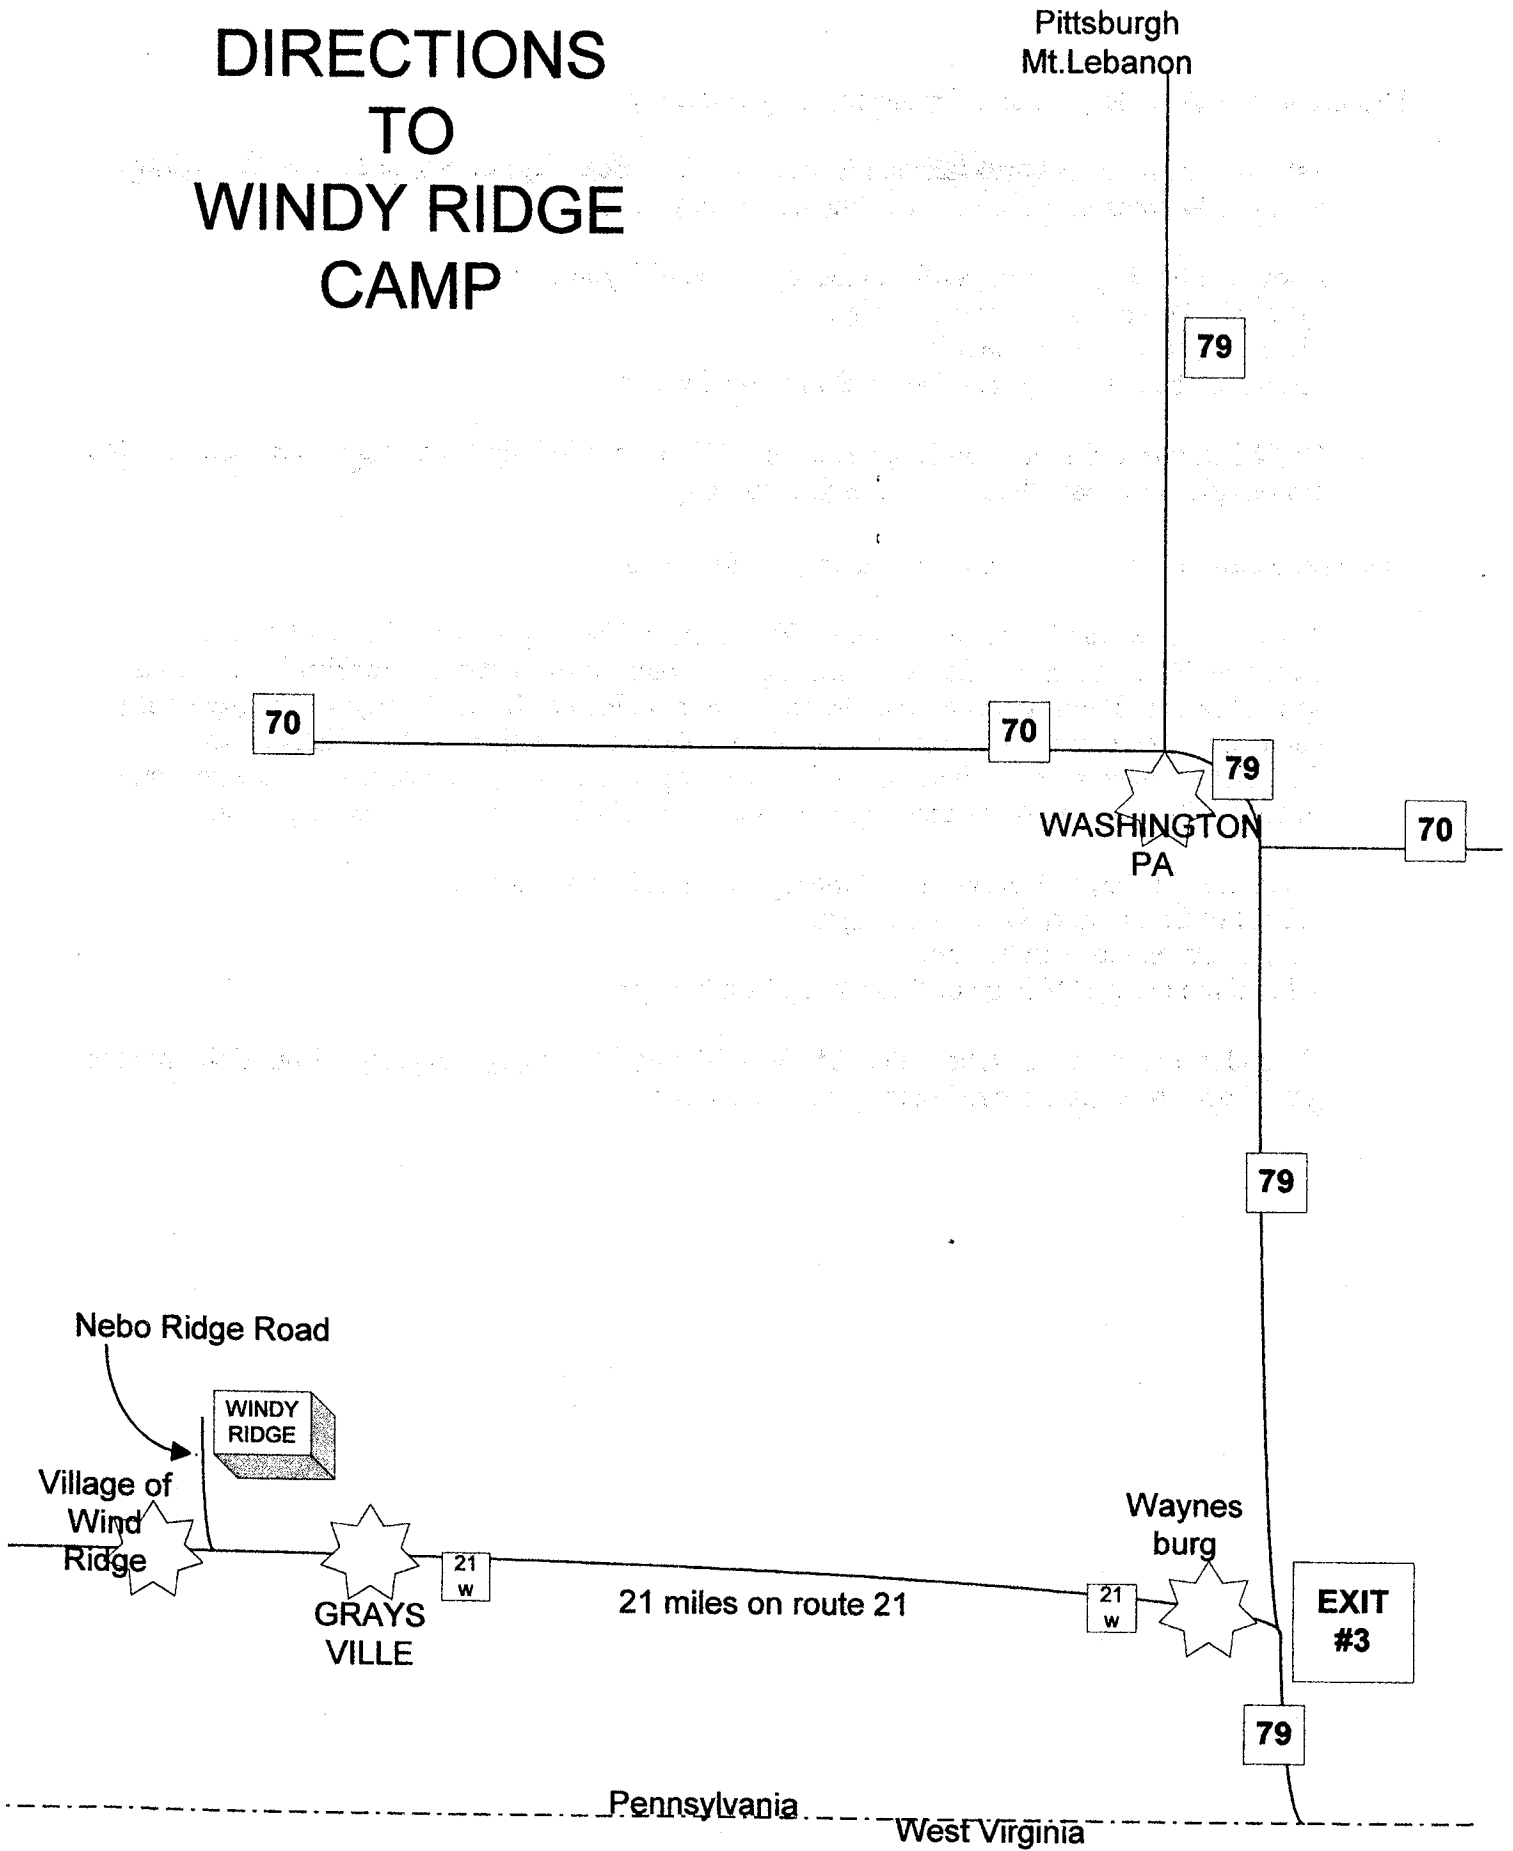 DIRECTIONS
TO
WINDY RIDGE
CAMP
Pittsburgh
Mt.Lebanon
79
70
70
79
WASHINGTON
PA
70
79
Nebo Ridge Road
WINDY
RIDGE
Village of
Wind
Ridge
GRAYS
VILLE
21
W
21 miles on route 21
21
W
Waynes
burg
EXIT
#3
79
Pennsylvania
West Virginia